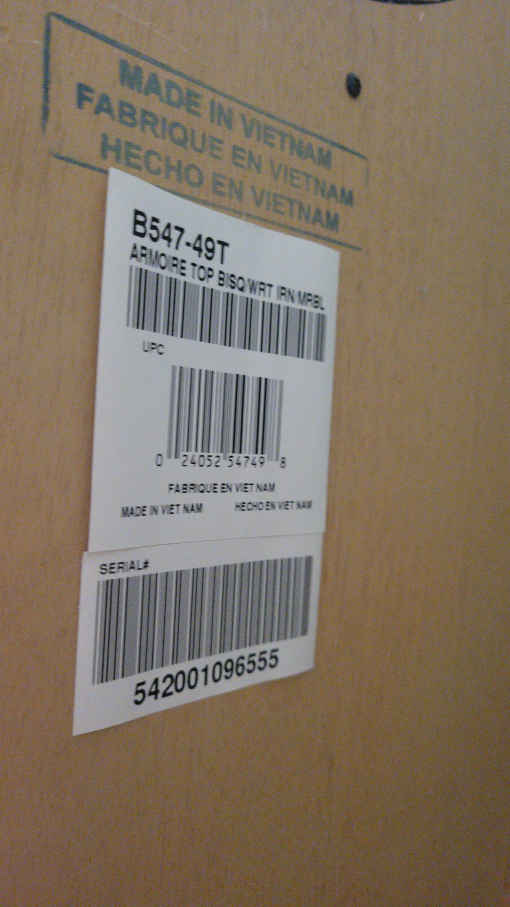 MADE IN VIETNAM
FABRIQUE EN VIETNAM
HECHO EN VIETNAM
B547-49T
ARMOIRE TOP BISQ/WRT IRN/MRBL
UPC
0 24052 54749 8
FABRIQUE EN VIET NAM
MADE IN VIET NAM HECHO EN VIET NAM
SERIAL#
542001096555